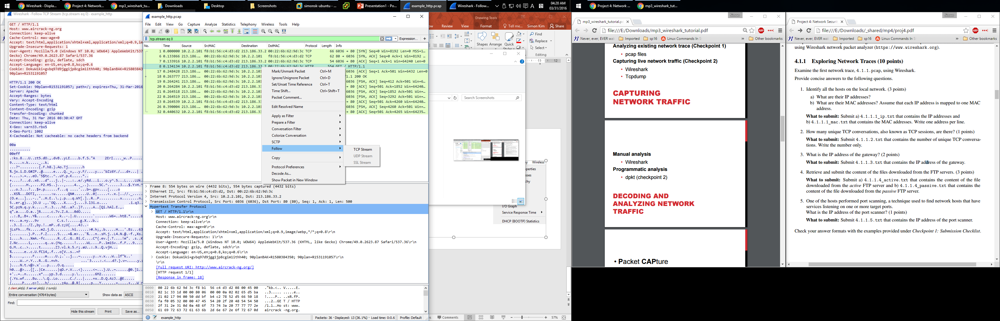 Wireshark · Displa...
Project 4: Network...
mp3_wireshark_tu...
Downloads
Desktop
Screenshots
simonsk-ubuntu - ...
Presentation1 - Po...
example_http.pcap
Wireshark · Follow...
04:20 AM
03/31/2016
Project 4: Network ...
mp3_wireshark_tut...
Wireshark · Follow TCP Stream (tcp.stream eq 0) · example_http
GET / HTTP/1.1
Host: www.aircrack-ng.org
Connection: keep-alive
Cache-Control: max-age=0
Accept: text/html,application/xhtml+xml,application/xml;q=0.9,im
Upgrade-Insecure-Requests: 1
User-Agent: Mozilla/5.0 (Windows NT 10.0; WOW64) AppleWebKit/537
Gecko) Chrome/49.0.2623.87 Safari/537.36
Accept-Encoding: gzip, deflate, sdch
Accept-Language: en-US,en;q=0.8,ko;q=0.6
Cookie: DokuWiki=gvbq97d9jgg1jp8cgim1ithh40; 90planBAK=R15803843
90plan=R1531191057
HTTP/1.1 200 OK
Set-Cookie: 90plan=R1531191057; path=/; expires=Thu, 31-Mar-2016
Server: Apache
Accept-Ranges: bytes
Vary: Accept-Encoding
Content-Type: text/html
Content-Encoding: gzip
Transfer-Encoding: chunked
Date: Thu, 31 Mar 2016 08:30:47 GMT
Connection: keep-alive
X-Geo: varn33.rbx5
X-Geo-Port: 1002
X-Cacheable: Not cacheable: no cache headers from backend
00a
..........
00eff
1 client pkt(s), 5 server pkt(s), 1 turn(s).
Entire conversation (4764 bytes)
Show data as ASCII
Find:
Hide this stream
Print
Save as...
example_http.pcap
File Edit View Go Capture Analyze Statistics Telephony Wireless Tools Help
tcp.stream eq 0
Expression...
No. Time Source SrcMAC Destination DstMAC Protocol Length Info
1 0.000000 10.2.2.101 f8:b1:56:c4:d3:d2 213.186.33.2 00:22:6b:62:9d:3c TCP 66 6036 → 80 [SYN] Seq=0 Win=8192 Len=0 MSS=1…
6 0.133866 213.186.… 00:22:6b:62:9d:3c 10.2.2.101 f8:b1:56:c4:d3:d2 TCP 62 80 → 6036 [SYN, ACK] Seq=0 Ack=1 Win=8192 …
7 0.133916 10.2.2.101 f8:b1:56:c4:d3:d2 213.186.33.2 00:22:6b:62:9d:3c TCP 54 6036 → 80 [ACK] Seq=1 Ack=1 Win=64240 Len=0
8 0.134134 10.2.2.101 f8:b1:56:c4:d3:d2 213.186.33.2 00:22:6b:62:9d:3c HTTP 554 GET / HTTP/1.1
17 0.248428 213.186.… 00:22:6b:62:9d:3c 10.2.2.101 6036 [ACK] Seq=1 Ack=501 Win=6432 Len=0
18 0.263777 213.186.… 00:22:6b:62:9d:3c 10.2.2.101 /1.1 200 OK
19 0.264241 213.186.… 00:22:6b:62:9d:3c 10.2.2.101 6036 [PSH, ACK] Seq=412 Ack=501 Win=6…
20 0.264284 10.2.2.101 f8:b1:56:c4:d3:d2 213.186.33 → 80 [ACK] Seq=501 Ack=1852 Win=64240…
21 0.264518 213.186.… 00:22:6b:62:9d:3c 10.2.2.101 6036 [PSH, ACK] Seq=1852 Ack=501 Win=…
22 0.264519 213.186.… 00:22:6b:62:9d:3c 10.2.2.101 6036 [PSH, ACK] Seq=3292 Ack=501 Win=…
23 0.264539 10.2.2.101 f8:b1:56:c4:d3:d2 213.186.33 → 80 [ACK] Seq=501 Ack=4260 Win=64240…
26 0.390004 213.186.… 00:22:6b:62:9d:3c 10.2.2.101 6036 [PSH, ACK] Seq=4260 Ack=501 Win=…
32 0.440632 10.2.2.101 f8:b1:56:c4:d3:d2 213.186.33 → 80 [ACK] Seq=501 Ack=4265 Win=64235…
Mark/Unmark Packet Ctrl+M
Ignore/Unignore Packet Ctrl+D
Set/Unset Time Reference Ctrl+T
Time Shift... Ctrl+Shift+T
Packet Comment...
Edit Resolved Name
Apply as Filter
Prepare a Filter
Conversation Filter
Colorize Conversation
SCTP
Follow
TCP Stream
UDP Stream
SSL Stream
Copy
Protocol Preferences
Decode As...
Show Packet in New Window
Frame 8: 554 bytes on wire (4432 bits), 554 bytes captured (4432 bits)
Ethernet II, Src: f8:b1:56:c4:d3:d2, Dst: 00:22:6b:62:9d:3c
Internet Protocol Version 4, Src: 10.2.2.101, Dst: 213.186.33.2
Transmission Control Protocol, Src Port: 6036 (6036), Dst Port: 80 (80), Seq: 1, Ack: 1, Len: 500
Hypertext Transfer Protocol
GET / HTTP/1.1\r\n
Host: www.aircrack-ng.org\r\n
Connection: keep-alive\r\n
Cache-Control: max-age=0\r\n
Accept: text/html,application/xhtml+xml,application/xml;q=0.9,image/webp,*/*;q=0.8\r\n
Upgrade-Insecure-Requests: 1\r\n
User-Agent: Mozilla/5.0 (Windows NT 10.0; WOW64) AppleWebKit/537.36 (KHTML, like Gecko) Chrome/49.0.2623.87 Safari/537.36\r\n
Accept-Encoding: gzip, deflate, sdch\r\n
Accept-Language: en-US,en;q=0.8,ko;q=0.6\r\n
Cookie: DokuWiki=gvbq97d9jgg1jp8cgim1ithh40; 90planBAK=R1580384350; 90plan=R1531191057\r\n
\r\n
[Full request URI: http://www.aircrack-ng.org/]
[HTTP request 1/1]
[Response in frame: 18]
0000 00 22 6b 62 9d 3c f8 b1 56 c4 d3 d2 08 00 45 00 ."kb.<.. V.....E.
0010 02 1c 33 1d 00 00 80 06 00 00 0a 02 02 65 d5 ba ..3..... .....e..
0020 21 02 17 94 00 50 dd bf b4 c2 78 52 d5 66 50 18 !....P.. ..xR.fP.
0030 fa f0 05 32 00 00 47 45 54 20 2f 20 48 54 54 50 ...2..GE T / HTTP
0040 2f 31 2e 31 0d 0a 48 6f 73 74 3a 20 77 77 77 2e /1.1..Ho st: www.
0050 61 69 72 63 72 61 63 6b 2d 6e 67 2e 6f 72 67 0d aircrack -ng.org.
example_http
Packets: 36 · Displayed: 13 (36.1%) · Load time: 0:0.6
Profile: Default
Drawing Tools
Review View Format Tell me... Simon Kim Share
Shapes Arrange Quick Styles
Find
Replace
Select
Editing
11 12
Search Screenshots
Wireless
I/O Graph
Service Response Time
DHCP (BOOTP) Statistics
Comments
57%
Simon
mp3_wireshark_tutorial.pd
file:///E:/Downloads/mp3_wireshark_tutorial.pdf
Never, ever, EVER wai Imported sp16 Linux Commands In S Other bookmarks
Analyzing existing network trace (Checkpoint 1)
• pcap files
Capturing live network traffic (Checkpoint 2)
• Wireshark
• Tcpdump
CAPTURING
NETWORK TRAFFIC
Manual analysis
• Wireshark
Programmatic analysis
• dpkt (checkpoint 2)
DECODING AND
ANALYZING NETWORK
TRAFFIC
• Packet CAPture
Simon
Project 4: Network Securit
file:///E:/Downloads/_shared/mp4/proj4.pdf
Never, ever, EVER wai Imported sp16 Linux Commands In S Other bookmarks
using Wireshark network packet analyzer (https://www.wireshark.org).
4.1.1 Exploring Network Traces (10 points)
Examine the first network trace, 4.1.1.pcap, using Wireshark.
Provide concise answers to the following questions.
1. Identify all the hosts on the local network. (3 points)
a) What are their IP addresses?
b) What are their MAC addresses? Assume that each IP address is mapped to one MAC
address.
What to submit: Submit a) 4.1.1.1_ip.txt that contains the IP addresses and
b) 4.1.1.1_mac.txt that contains the MAC addresses. Write one address per line.
2. How many unique TCP conversations, also known as TCP sessions, are there? (1 points)
What to submit: Submit 4.1.1.2.txt that contains the number of unique TCP conversa-
tions. Write the number only.
3. What is the IP address of the gateway? (2 points)
What to submit: Submit 4.1.1.3.txt that contains the IP address of the gateway.
4. Retrieve and submit the content of the files downloaded from the FTP servers. (3 points)
What to submit: Submit a) 4.1.1.4_active.txt that contains the content of the file
downloaded from the active FTP server and b) 4.1.1.4_passive.txt that contains the
content of the file downloaded from the passive FTP server.
5. One of the hosts performed port scanning, a technique used to find network hosts that have
services listening on one or more target ports.
What is the IP address of the port scanner? (1 points)
What to submit: Submit 4.1.1.5.txt that contains the IP address of the port scanner.
Check your answer formats with the examples provided under Checkpoint 1: Submission Checklist.